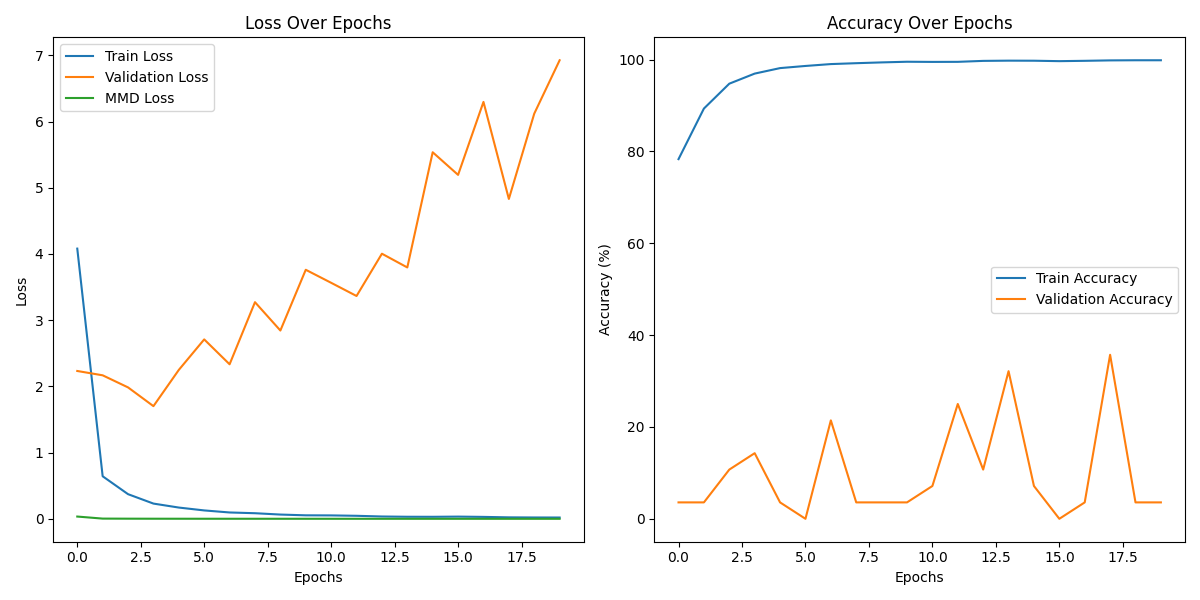 Loss Over Epochs
Train Loss
Validation Loss
MMD Loss
7
6
5
4
3
2
1
0
Loss
0.0 2.5 5.0 7.5 10.0 12.5 15.0 17.5
Epochs
Accuracy Over Epochs
Train Accuracy
Validation Accuracy
100
80
60
40
20
0
Accuracy (%)
0.0 2.5 5.0 7.5 10.0 12.5 15.0 17.5
Epochs